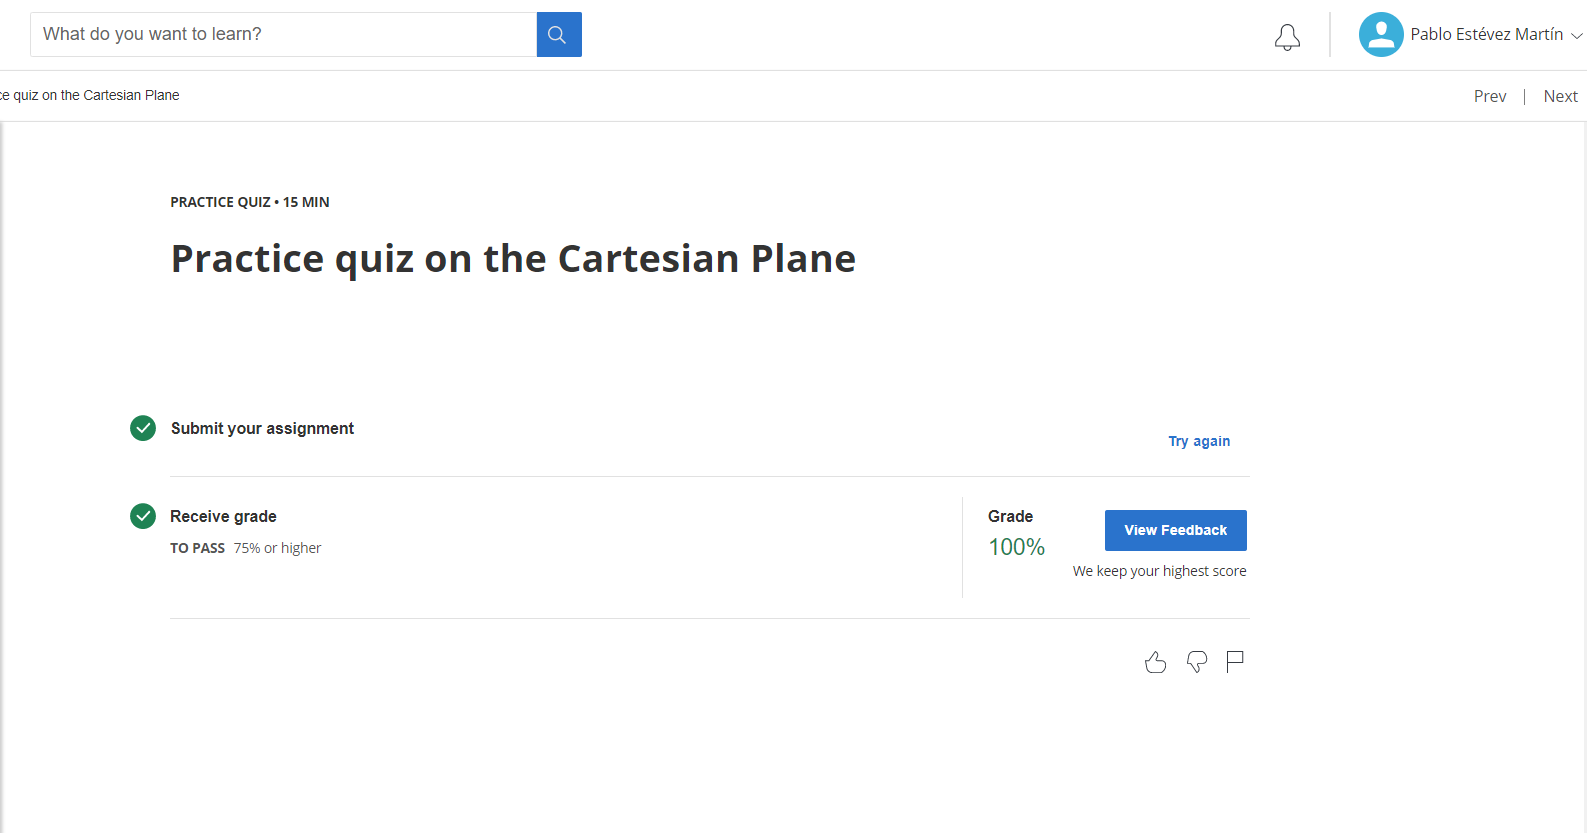 What do you want to learn?
Pablo Estévez Martín
quiz on the Cartesian Plane
Prev | Next
PRACTICE QUIZ • 15 MIN
Practice quiz on the Cartesian Plane
Submit your assignment
Try again
Receive grade
TO PASS 75% or higher
Grade
100%
View Feedback
We keep your highest score